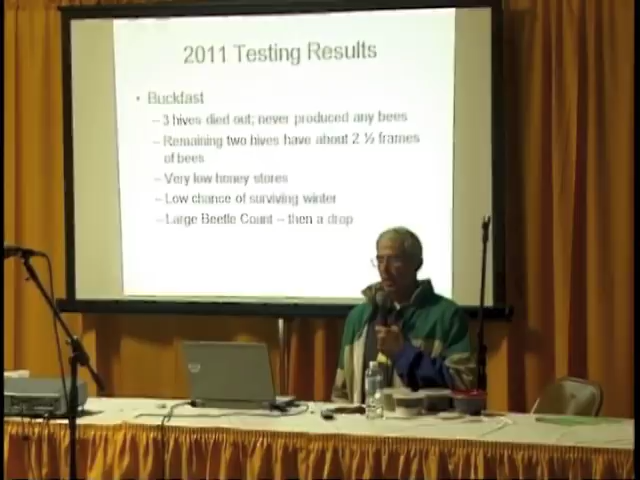 2011 Testing Results
• Buckfast
– 3 hives died out; never produced any bees
– Remaining two hives have about 2 ½ frames
of bees
– Very low honey stores
– Low chance of surviving winter
– Large Beetle Count – then a drop